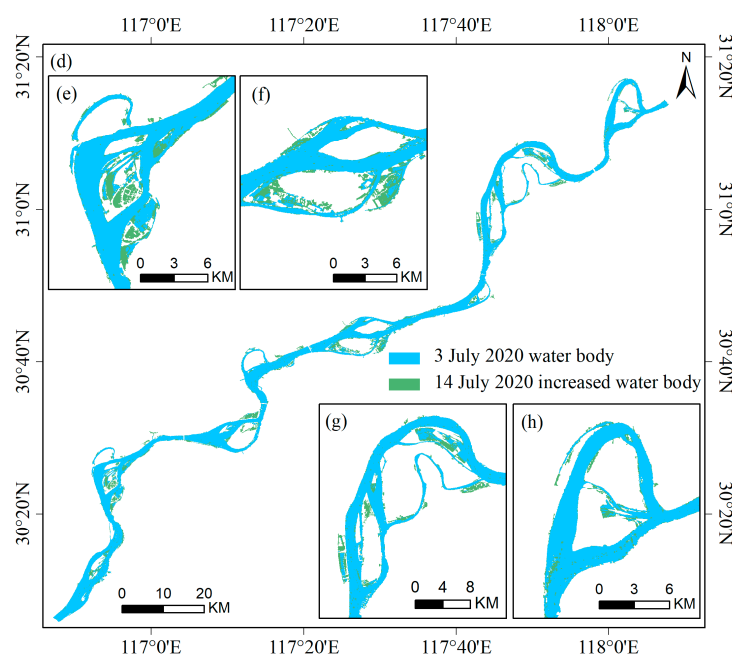 117°0'E 117°20'E 117°40'E 118°0'E
31°20'N 31°20'N
(d)
N
(e) (f)
31°0'N 31°0'N
0 3 6 KM
0 3 6 KM
30°40'N 30°40'N
3 July 2020 water body
14 July 2020 increased water body
(g) (h)
30°20'N 30°20'N
0 10 20 KM
0 4 8 KM
0 3 6 KM
117°0'E 117°20'E 117°40'E 118°0'E